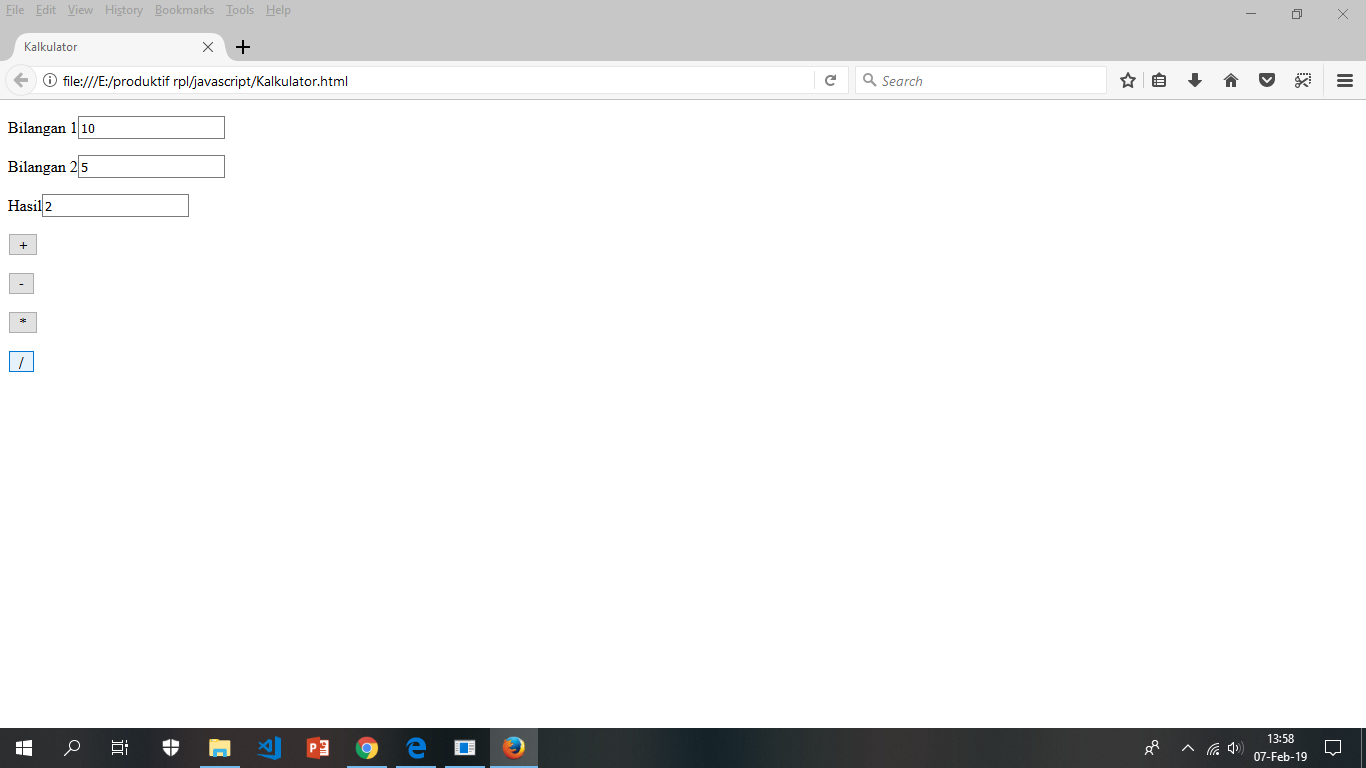 File Edit View History Bookmarks Tools Help
Kalkulator
file:///E:/produktif rpl/javascript/Kalkulator.html
Search
Bilangan 1 10
Bilangan 2 5
Hasil 2
+
-
*
/
13:58
07-Feb-19